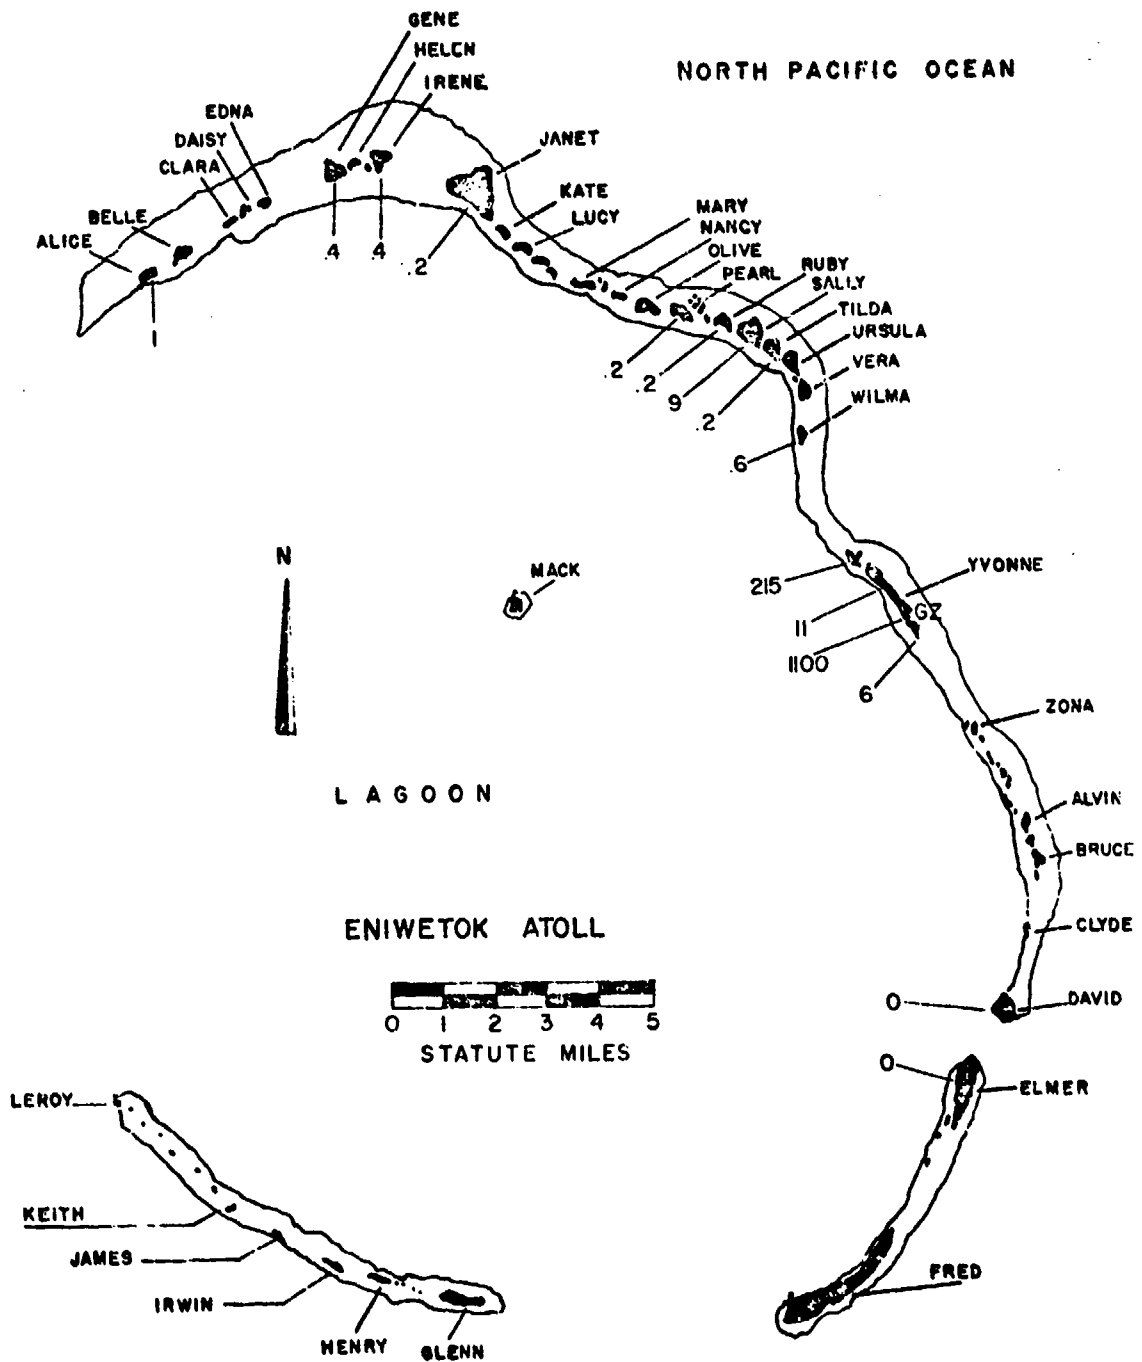 GENE
HELEN
NORTH PACIFIC OCEAN
IRENE
EDNA
DAISY
JANET
CLARA
KATE
MARY
BELLE
LUCY
NANCY
ALICE
.4
.4
.2
OLIVE
PEARL
RUBY
SALLY
TILDA
URSULA
1
VERA
.2
.2
9
.2
WILMA
.6
N
MACK
YVONNE
215
GZ
11
1100
6
ZONA
LAGOON
ALVIN
BRUCE
ENIWETOK ATOLL
CLYDE
0
DAVID
0 1 2 3 4 5
STATUTE MILES
0
ELMER
LEROY
KEITH
JAMES
FRED
IRWIN
HENRY
GLENN